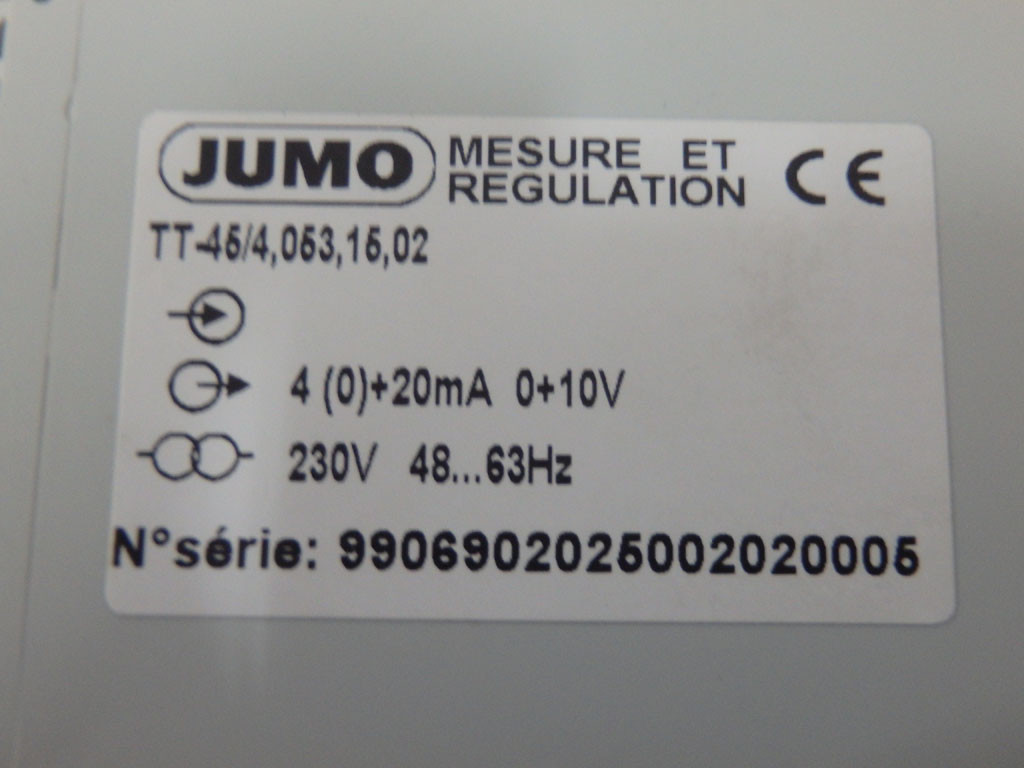 JUMO MESURE ET REGULATION CE
TT-45/4,053,15,02
4 (0)+20mA 0+10V
230V 48...63Hz
N°série: 9906902025002020005